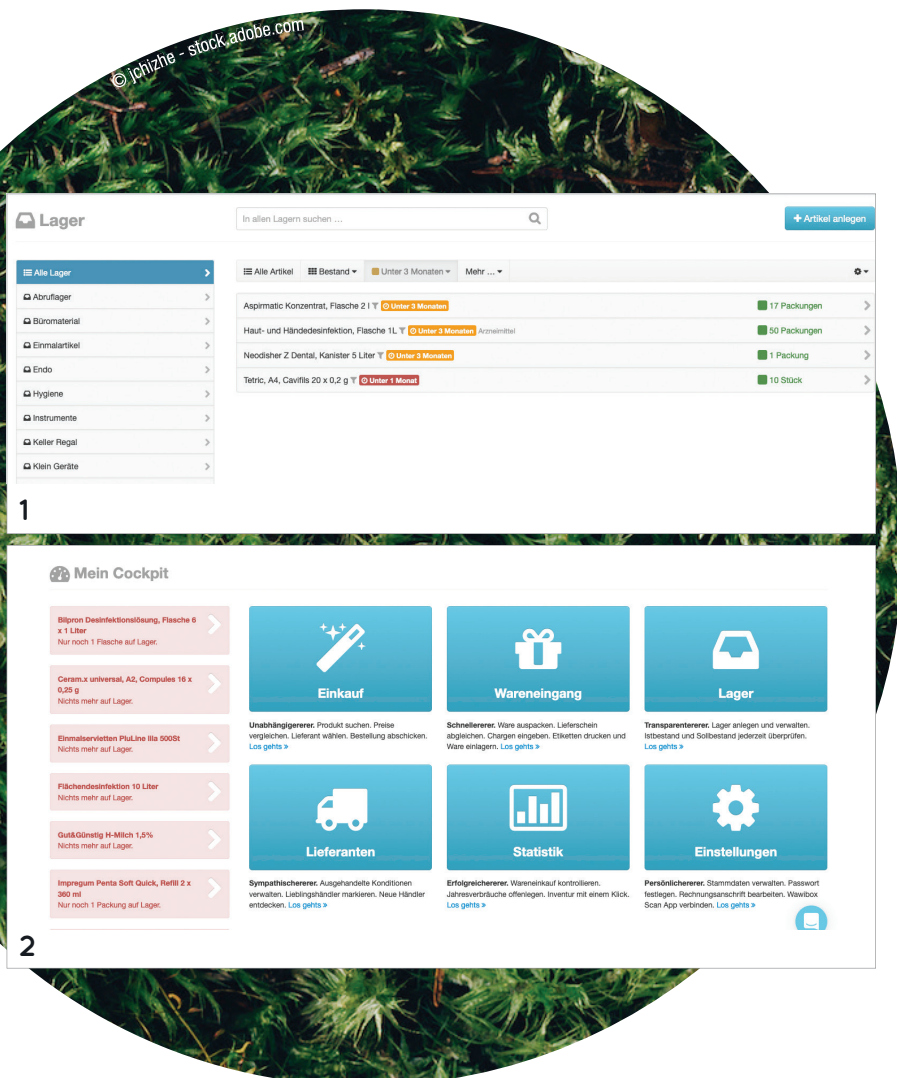 © jchizhe - stock.adobe.com
Lager
In allen Lagern suchen ...
+ Artikel anlegen
Alle Lager
Abruflager
Büromaterial
Einmalartikel
Endo
Hygiene
Instrumente
Keller Regal
Klein Geräte
Alle Artikel Bestand Unter 3 Monaten Mehr ...
Aspirmatic Konzentrat, Flasche 2 l Unter 3 Monaten 17 Packungen
Haut- und Händedesinfektion, Flasche 1L Unter 3 Monaten Arzneimittel 50 Packungen
Neodisher Z Dental, Kanister 5 Liter Unter 3 Monaten 1 Packung
Tetric, A4, Cavifils 20 x 0,2 g Unter 1 Monat 10 Stück
1
Mein Cockpit
Bilpron Desinfektionslösung, Flasche 6
x 1 Liter
Nur noch 1 Flasche auf Lager.
Ceram.x universal, A2, Compules 16 x
0,25 g
Nichts mehr auf Lager.
Einmalservietten PluLine lila 500St
Nichts mehr auf Lager.
Flächendesinfektion 10 Liter
Nichts mehr auf Lager.
Gut&Günstig H-Milch 1,5%
Nichts mehr auf Lager.
Impregum Penta Soft Quick, Refill 2 x
360 ml
Nur noch 1 Packung auf Lager.
Einkauf
Unabhängigererer. Produkt suchen. Preise
vergleichen. Lieferant wählen. Bestellung abschicken.
Los gehts »
Wareneingang
Schnellererer. Ware auspacken. Lieferschein
abgleichen. Chargen eingeben. Etiketten drucken und
Ware einlagern. Los gehts »
Lager
Transparentererer. Lager anlegen und verwalten.
Istbestand und Sollbestand jederzeit überprüfen.
Los gehts »
Lieferanten
Sympathischererer. Ausgehandelte Konditionen
verwalten. Lieblingshändler markieren. Neue Händler
entdecken. Los gehts »
Statistik
Erfolgreichererer. Wareneinkauf kontrollieren.
Jahresverbräuche offenlegen. Inventur mit einem Klick.
Los gehts »
Einstellungen
Persönlichererer. Stammdaten verwalten. Passwort
festlegen. Rechnungsanschrift bearbeiten. Wawibox
Scan App verbinden. Los gehts »
2